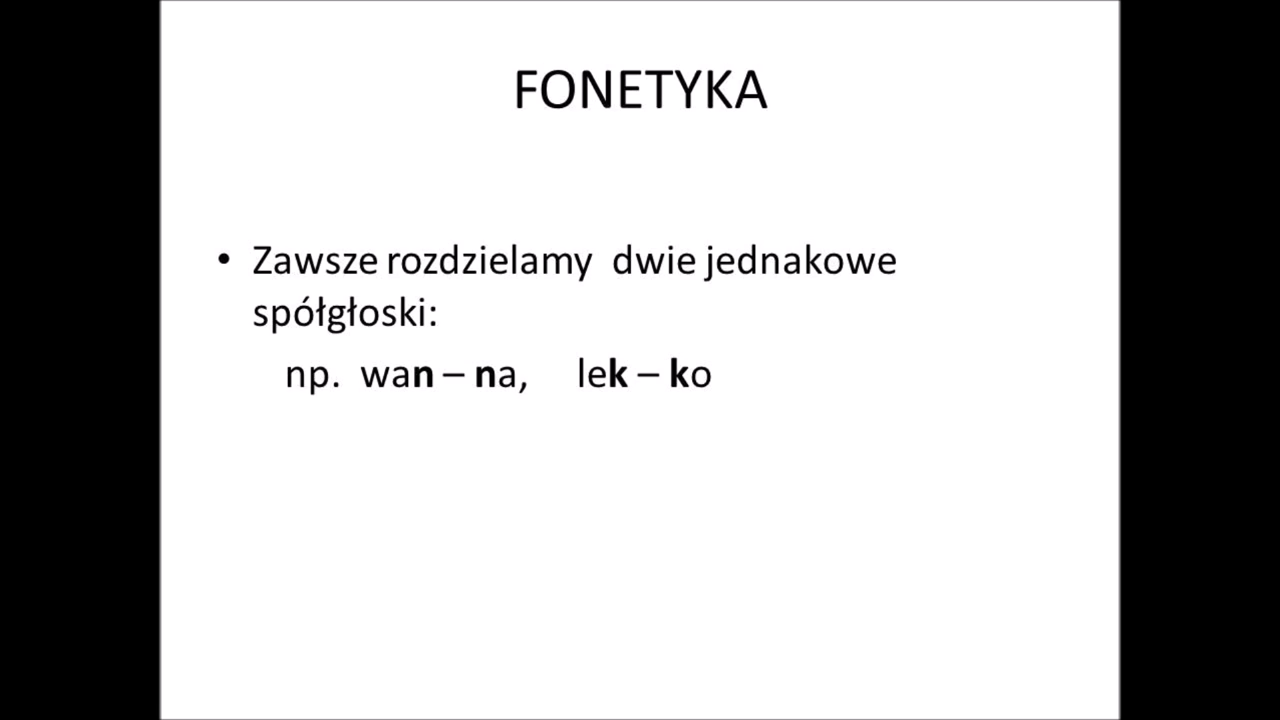 FONETYKA
• Zawsze rozdzielamy dwie jednakowe
spółgłoski:
np. wan – na, lek – ko